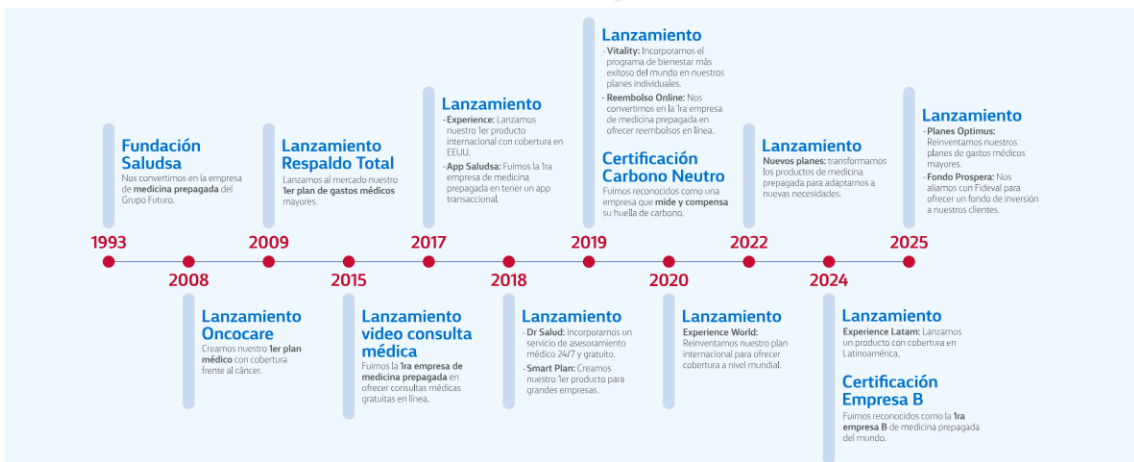 1993
Fundación
Saludsa
Nos convertimos en la empresa
de medicina prepagada del
Grupo Futuro.
2008
Lanzamiento
Oncocare
Creamos nuestro 1er plan
médico con cobertura
frente al cáncer.
2009
Lanzamiento
Respaldo Total
Lanzamos al mercado nuestro
1er plan de gastos médicos
mayores.
2015
Lanzamiento
video consulta
médica
Fuimos la 1ra empresa de
medicina prepagada en
ofrecer consultas médicas
gratuitas en línea.
2017
Lanzamiento
- Experience: Lanzamos
nuestro 1er producto
internacional con cobertura en
EEUU.
- App Saludsa: Fuimos la 1ra
empresa de medicina
prepagada en tener un app
transaccional.
2018
Lanzamiento
- Dr Salud: Incorporamos un
servicio de asesoramiento
médico 24/7 y gratuito.
- Smart Plan: Creamos
nuestro 1er producto para
grandes empresas.
2019
Lanzamiento
- Vitality: Incorporamos el
programa de bienestar más
exitoso del mundo en nuestros
planes individuales.
- Reembolso Online: Nos
convertimos en la 1ra empresa
de medicina prepagada en
ofrecer reembolsos en línea.
Certificación
Carbono Neutro
Fuimos reconocidos como una
empresa que mide y compensa
su huella de carbono.
2020
Lanzamiento
Experience World:
Reinventamos nuestro plan
internacional para ofrecer
cobertura a nivel mundial.
2022
Lanzamiento
Nuevos planes: transformamos
los productos de medicina
prepagada para adaptarnos a
nuevas necesidades.
2024
Lanzamiento
Experience Latam: Lanzamos
un producto con cobertura en
Latinoamérica.
Certificación
Empresa B
Fuimos reconocidos como la 1ra
empresa B de medicina prepagada
del mundo.
2025
Lanzamiento
- Planes Optimus:
Reinventamos nuestros
planes de gastos médicos
mayores.
- Fondo Prospera: Nos
aliamos con Fideval para
ofrecer un fondo de inversión
a nuestros clientes.